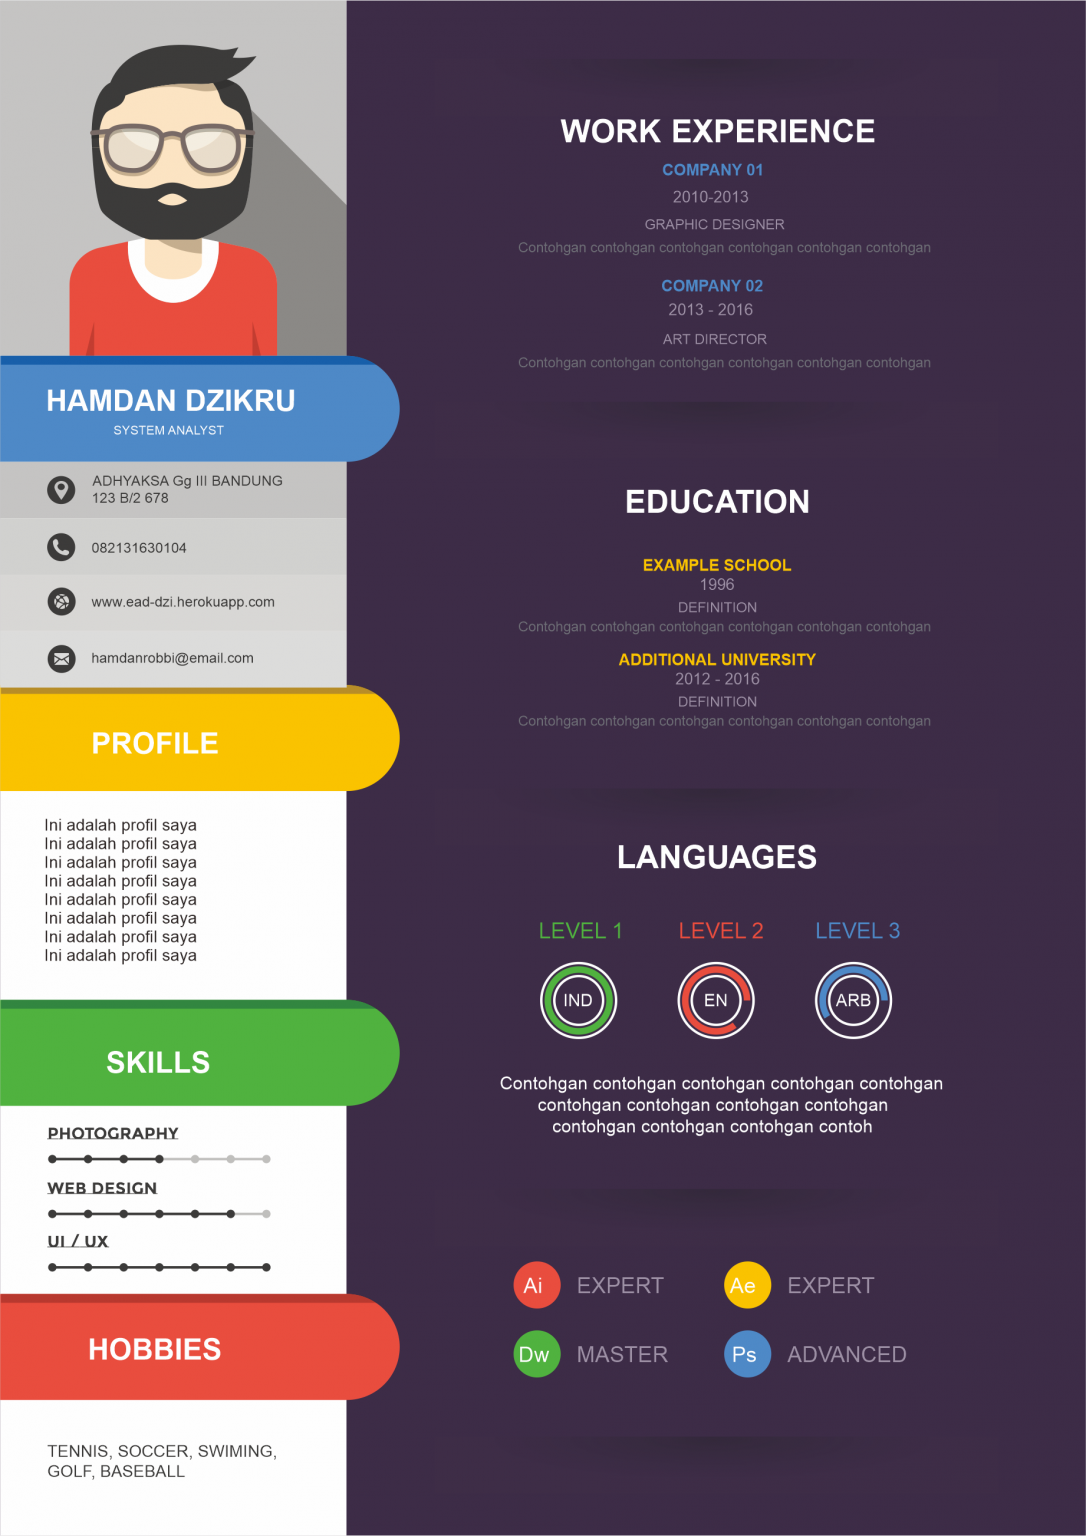 HAMDAN DZIKRU
SYSTEM ANALYST
ADHYAKSA Gg III BANDUNG
123 B/2 678
082131630104
www.ead-dzi.herokuapp.com
hamdanrobbi@email.com
PROFILE
Ini adalah profil saya
Ini adalah profil saya
Ini adalah profil saya
Ini adalah profil saya
Ini adalah profil saya
Ini adalah profil saya
Ini adalah profil saya
Ini adalah profil saya
SKILLS
PHOTOGRAPHY
WEB DESIGN
UI / UX
HOBBIES
TENNIS, SOCCER, SWIMING,
GOLF, BASEBALL
WORK EXPERIENCE
COMPANY 01
2010-2013
GRAPHIC DESIGNER
Contohgan contohgan contohgan contohgan contohgan contohgan
COMPANY 02
2013 - 2016
ART DIRECTOR
Contohgan contohgan contohgan contohgan contohgan contohgan
EDUCATION
EXAMPLE SCHOOL
1996
DEFINITION
Contohgan contohgan contohgan contohgan contohgan contohgan
ADDITIONAL UNIVERSITY
2012 - 2016
DEFINITION
Contohgan contohgan contohgan contohgan contohgan contohgan
LANGUAGES
LEVEL 1 LEVEL 2 LEVEL 3
IND EN ARB
Contohgan contohgan contohgan contohgan contohgan
contohgan contohgan contohgan contohgan
contohgan contohgan contohgan contoh
Ai EXPERT Ae EXPERT
Dw MASTER Ps ADVANCED